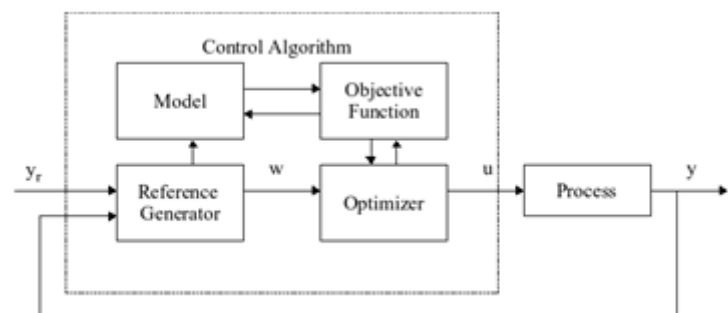 Control Algorithm
Model
Objective
Function
yr
Reference
Generator
w
Optimizer
u
Process
y